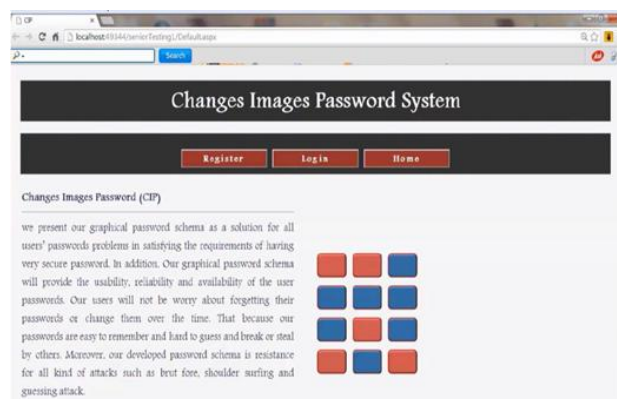 CIP
localhost:49344/seniorTesting1/Default.aspx
Search
Changes Images Password System
Register Login Home
Changes Images Password (CIP)
we present our graphical password schema as a solution for all
users' passwords problems in satisfying the requirements of having
very secure password. In addition. Our graphical password schema
will provide the usability, reliability and availability of the user
passwords. Our users will not be worry about forgetting their
passwords or change them over the time. That because our
passwords are easy to remember and hard to guess and break or steal
by others. Moreover, our developed password schema is resistance
for all kind of attacks such as brut fore, shoulder surfing and
guessing attack.